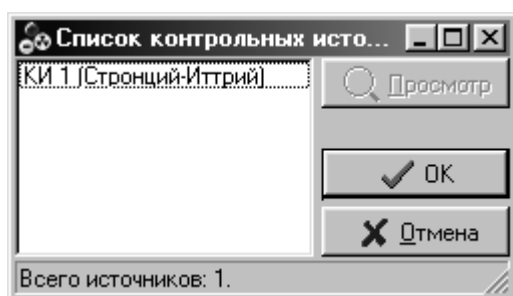 Список контрольных исто...
КИ 1 (Стронций-Иттрий)
Просмотр
OK
Отмена
Всего источников: 1.